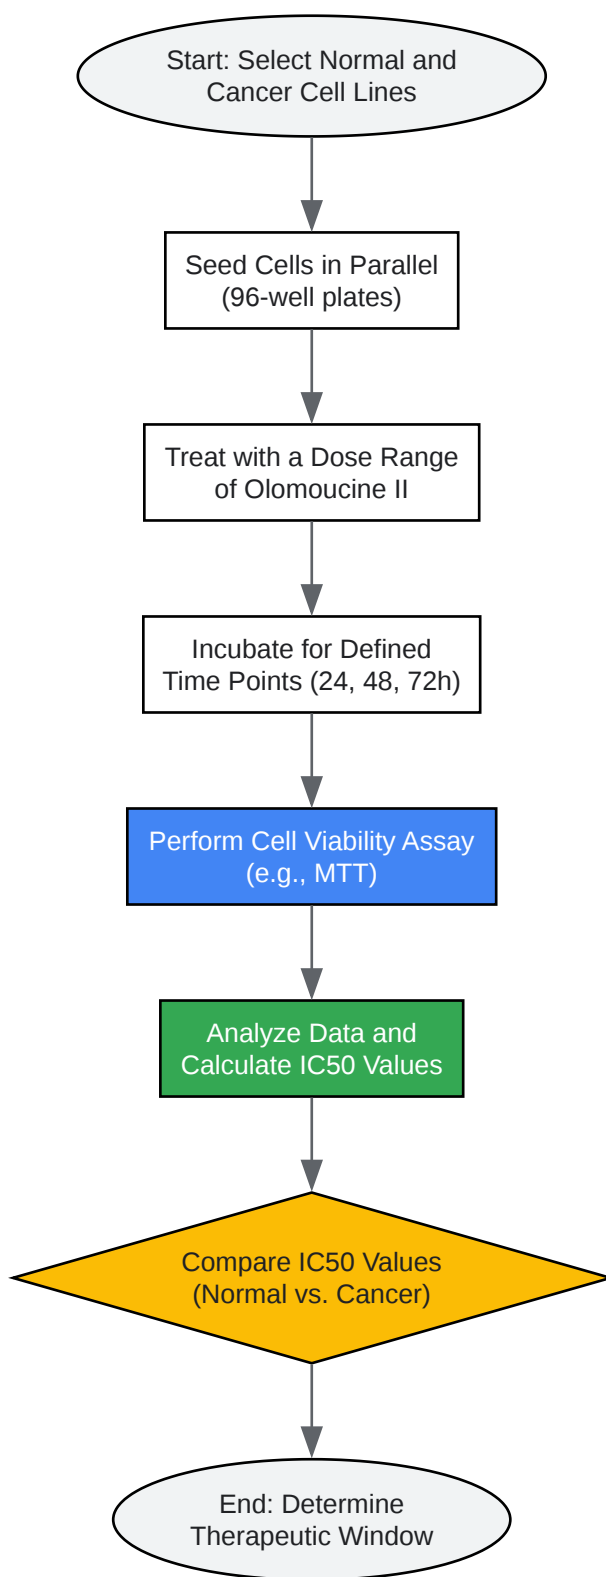 Start: Select Normal and
Cancer Cell Lines
Seed Cells in Parallel
(96-well plates)
Treat with a Dose Range
of Olomoucine II
Incubate for Defined
Time Points (24, 48, 72h)
Perform Cell Viability Assay
(e.g., MTT)
Analyze Data and
Calculate IC50 Values
Compare IC50 Values
(Normal vs. Cancer)
End: Determine
Therapeutic Window